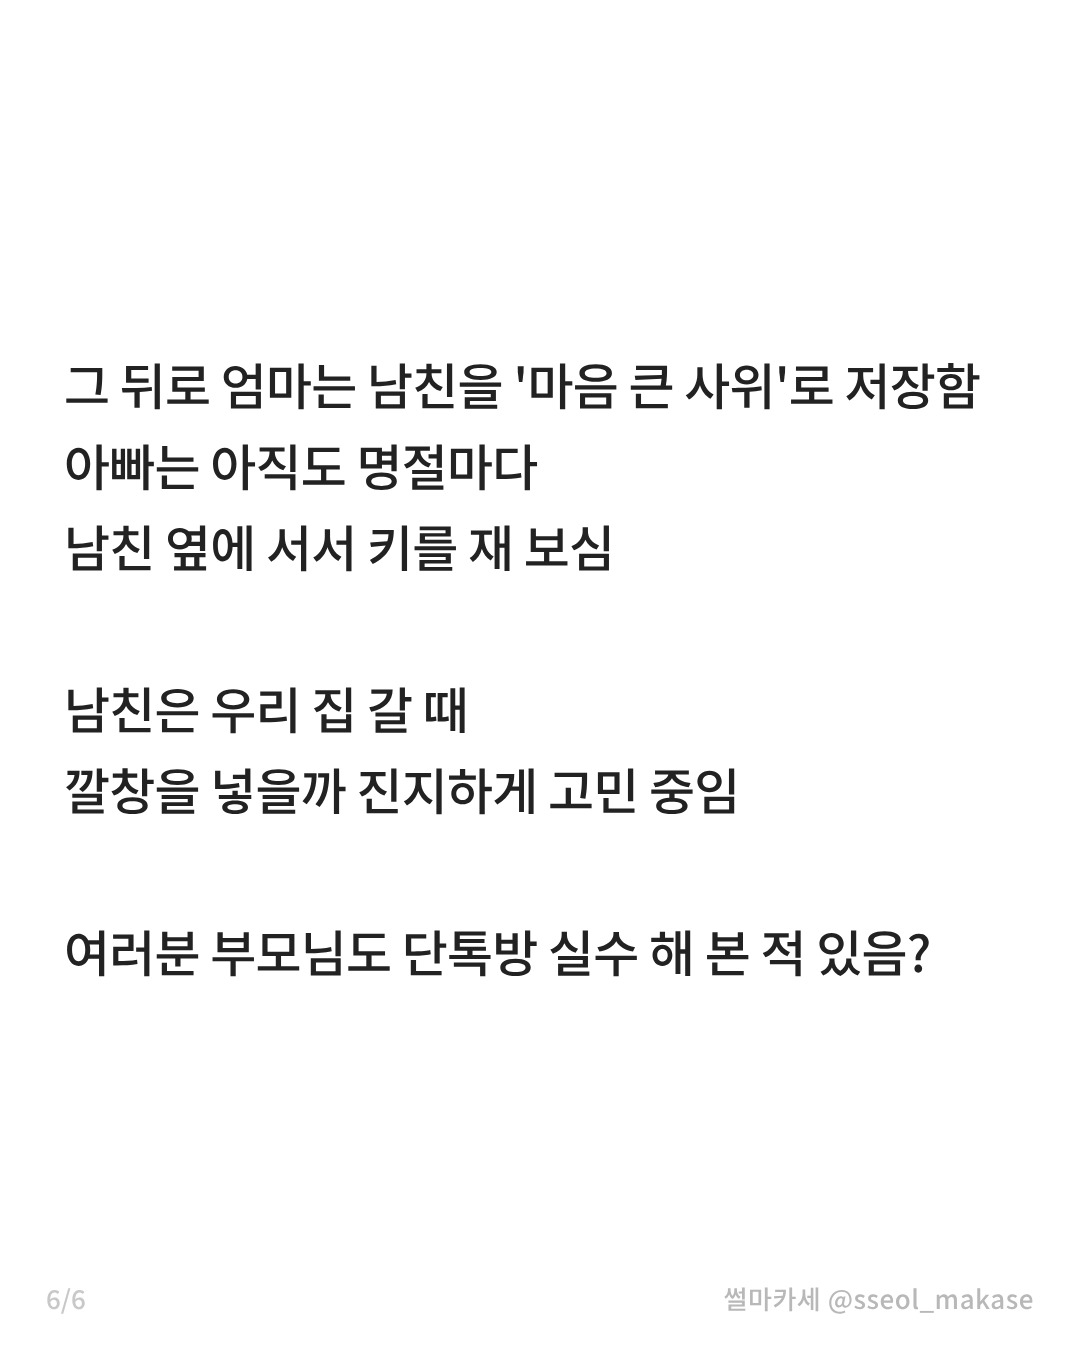 그 뒤로 엄마는 남친을 '마음 큰 사위'로 저장함
아빠는 아직도 명절마다
남친 옆에 서서 키를 재 보심
남친은 우리 집 갈 때
깔창을 넣을까 진지하게 고민 중임
여러분 부모님도 단톡방 실수 해 본 적 있음?
6/6
썰마카세 @sseol_makase